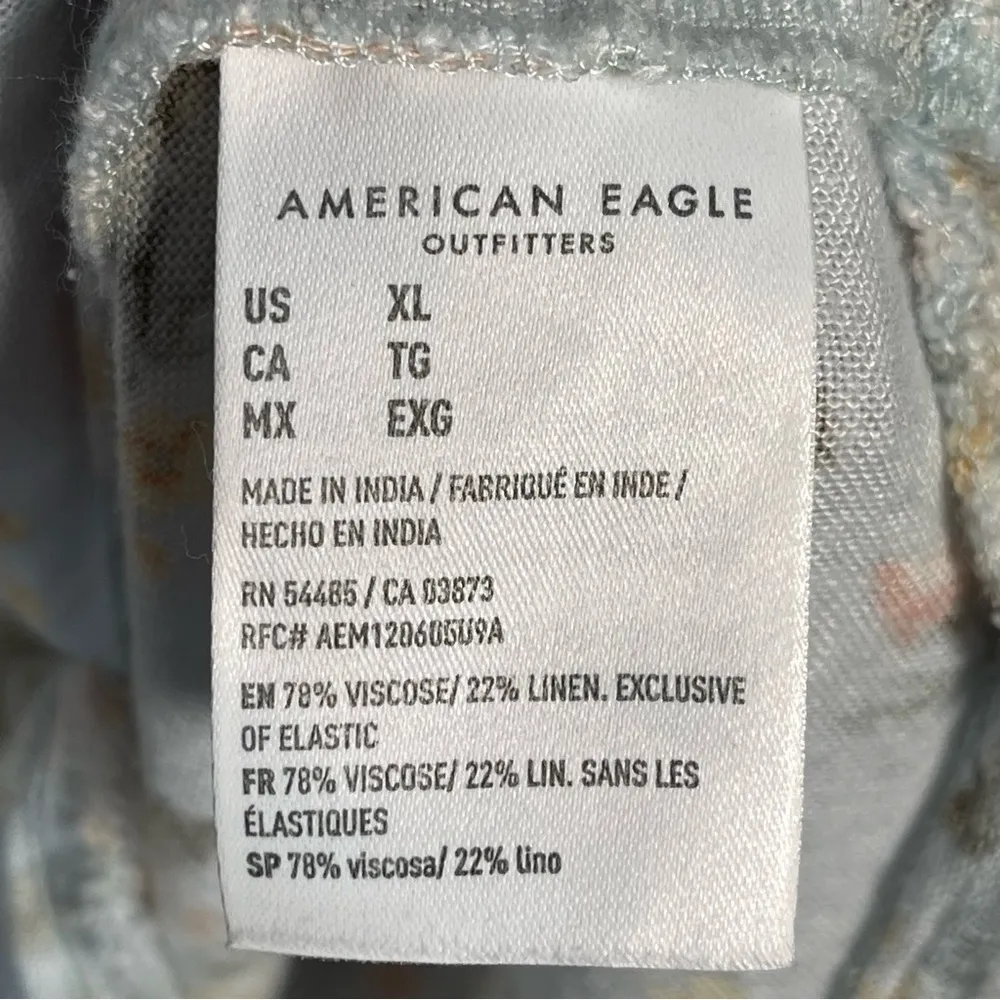 AMERICAN EAGLE
OUTFITTERS
US XL
CA TG
MX EXG
MADE IN INDIA / FABRIQUÉ EN INDE /
HECHO EN INDIA
RN 54485 / CA 03873
RFC# AEM120605U9A
EN 78% VISCOSE/ 22% LINEN. EXCLUSIVE
OF ELASTIC
FR 78% VISCOSE/ 22% LIN. SANS LES
ÉLASTIQUES
SP 78% viscosa/ 22% lino